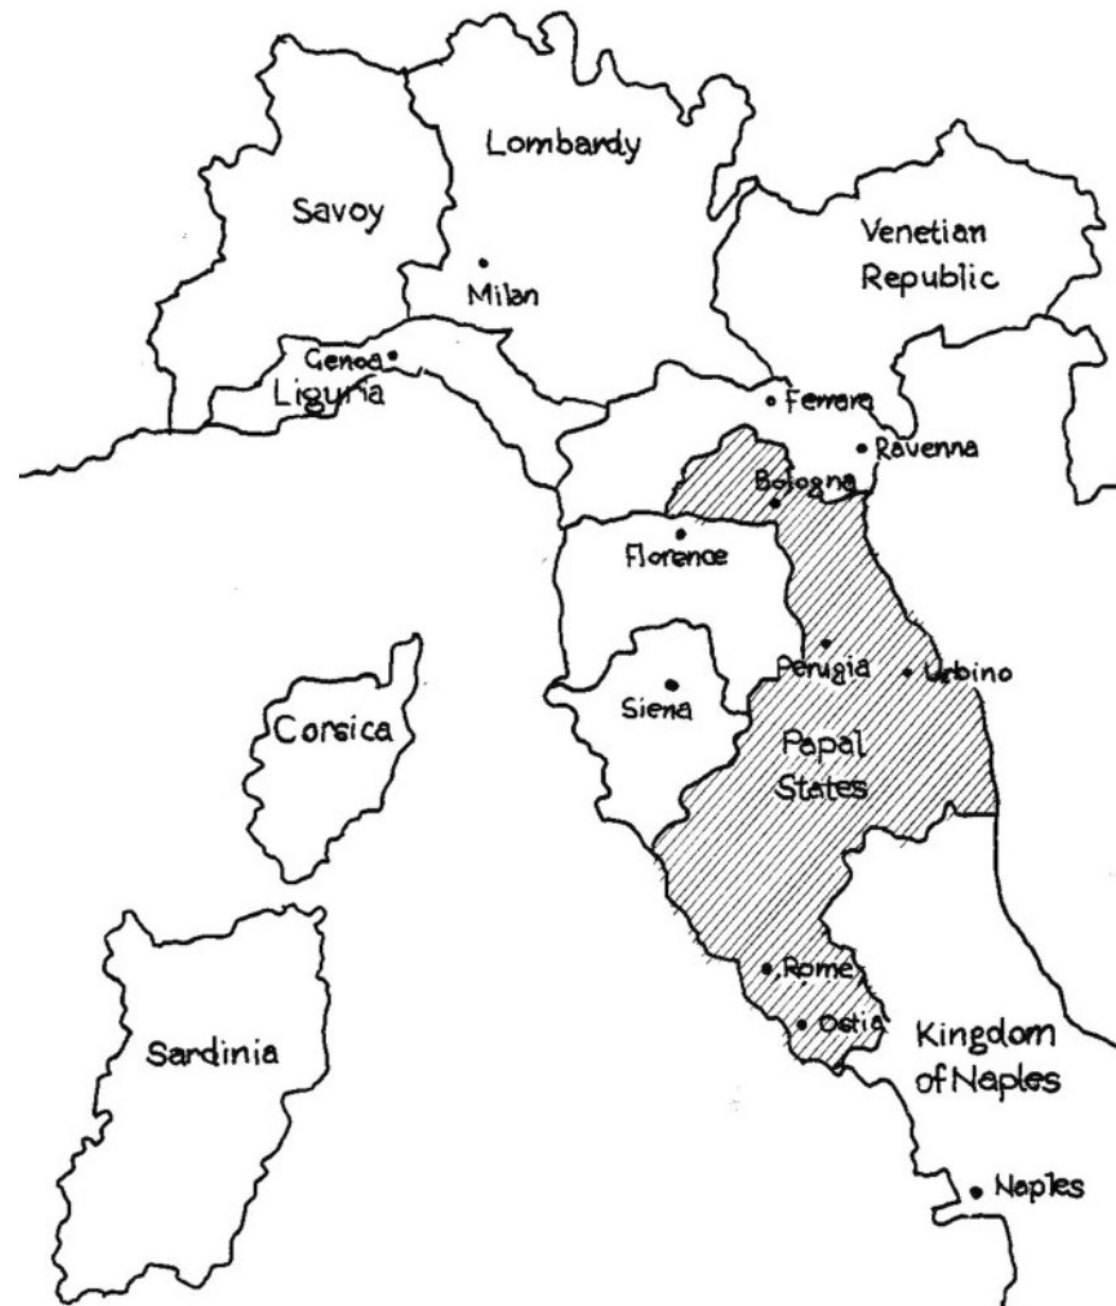 Lombardy
Savoy
Venetian
Republic
Milan
Genoa
Liguria
Ferrara
Ravenna
Bologna
Florence
Perugia
Urbino
Siena
Corsica
Papal
States
Rome
Ostia
Kingdom
of Naples
Sardinia
Naples